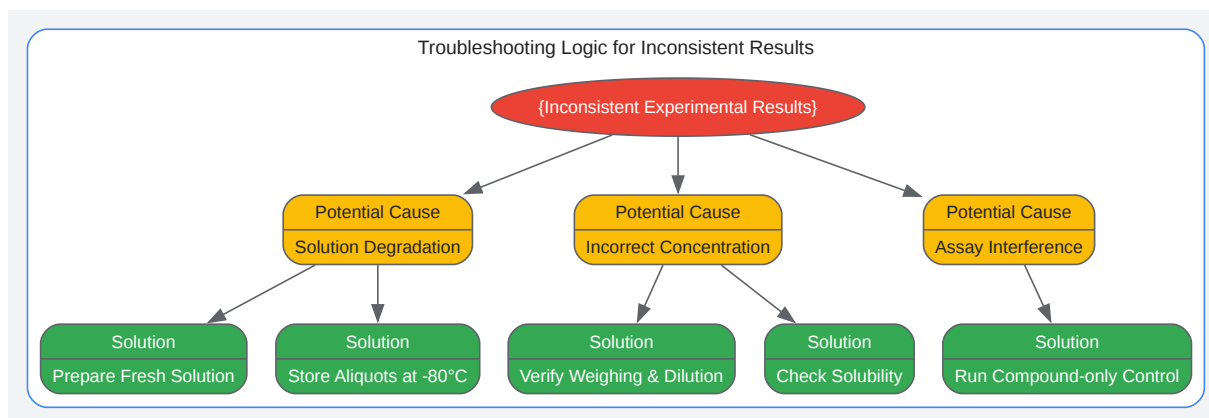 Troubleshooting Logic for Inconsistent Results
{Inconsistent Experimental Results}
Potential Cause
Solution Degradation
Potential Cause
Incorrect Concentration
Potential Cause
Assay Interference
Solution
Prepare Fresh Solution
Solution
Store Aliquots at -80°C
Solution
Verify Weighing & Dilution
Solution
Check Solubility
Solution
Run Compound-only Control